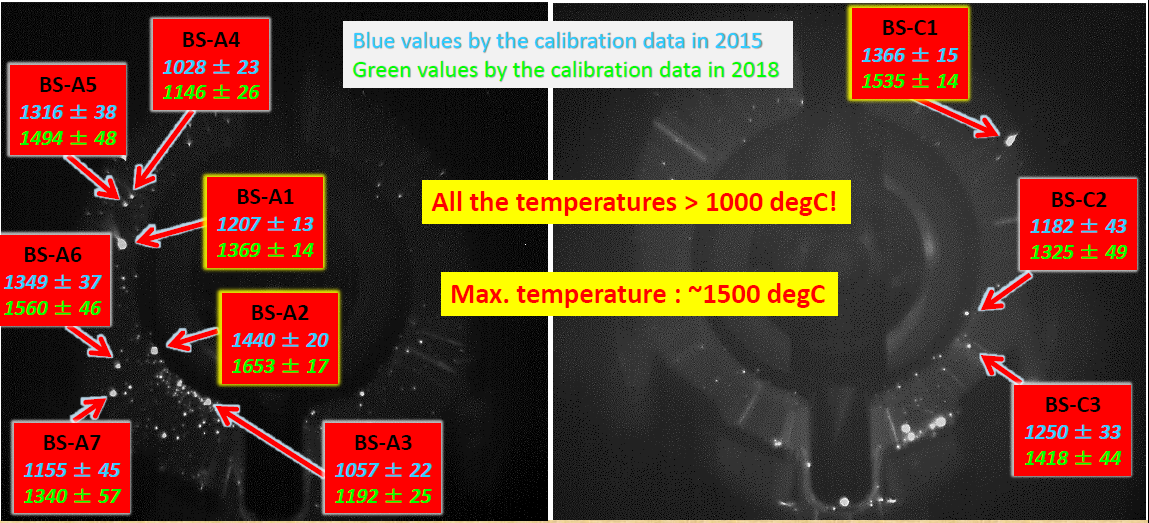 BS-A4
1028 ± 23
1146 ± 26
Blue values by the calibration data in 2015
Green values by the calibration data in 2018
BS-C1
1366 ± 15
1535 ± 14
BS-A5
1316 ± 38
1494 ± 48
BS-A1
1207 ± 13
1369 ± 14
All the temperatures > 1000 degC!
BS-C2
1182 ± 43
1325 ± 49
BS-A6
1349 ± 37
1560 ± 46
Max. temperature : ~1500 degC
BS-A2
1440 ± 20
1653 ± 17
BS-C3
1250 ± 33
1418 ± 44
BS-A7
1155 ± 45
1340 ± 57
BS-A3
1057 ± 22
1192 ± 25